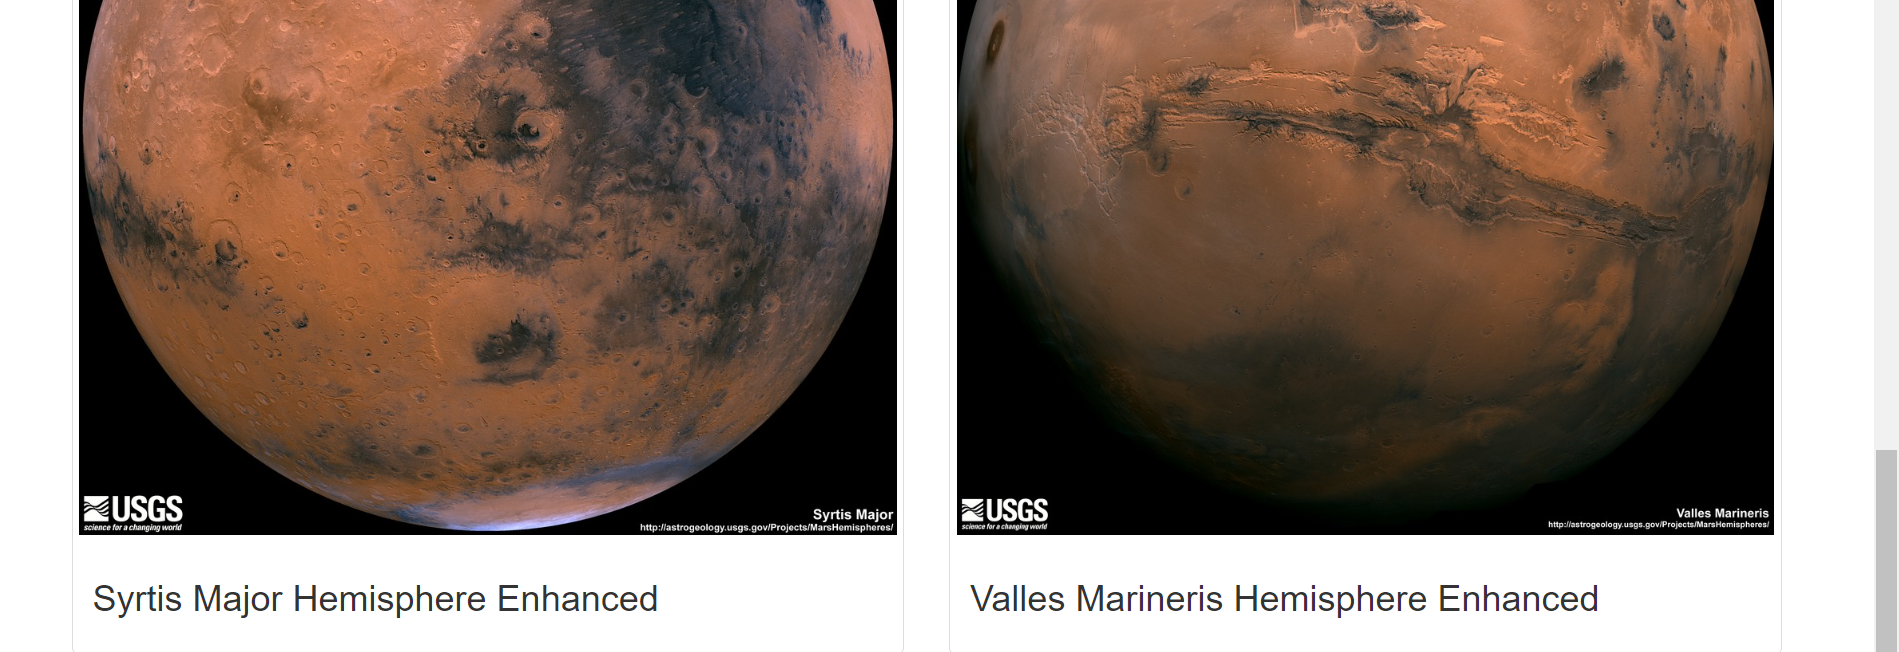 USGS
science for a changing world
Syrtis Major
http://astrogeology.usgs.gov/Projects/MarsHemispheres/
USGS
science for a changing world
Valles Marineris
http://astrogeology.usgs.gov/Projects/MarsHemispheres/
Syrtis Major Hemisphere Enhanced
Valles Marineris Hemisphere Enhanced